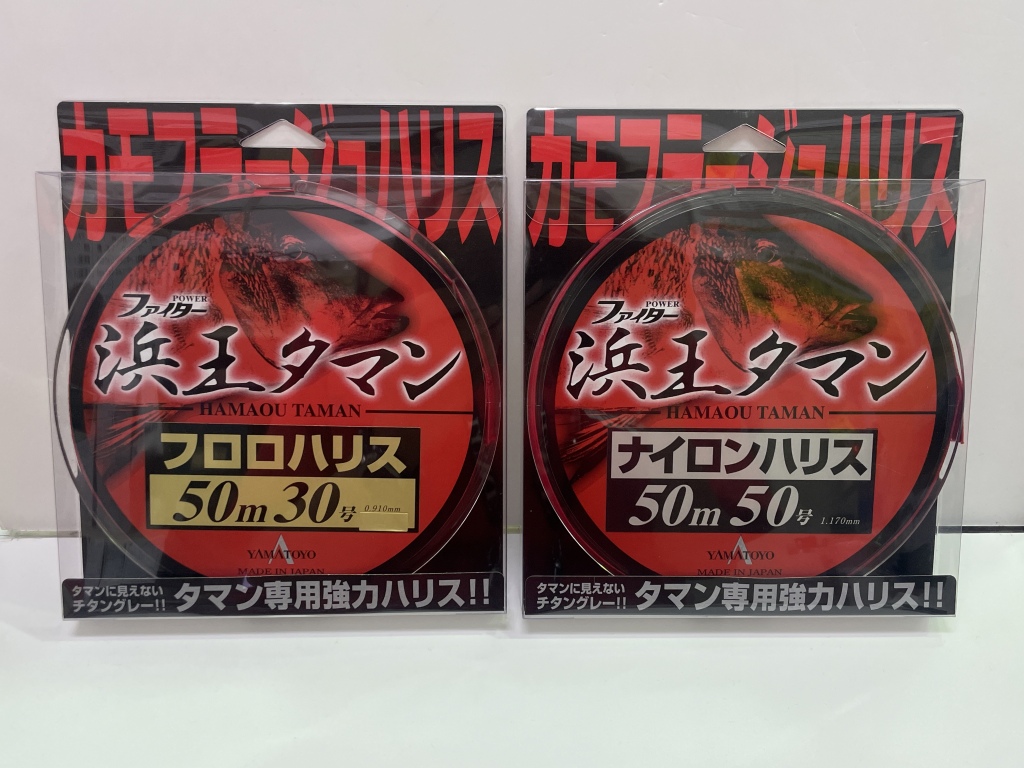 カモフラージュハリス
POWER
ファイター
浜王タマン
HAMAOU TAMAN
フロロハリス
50m 30号 0.910mm
YAMATOYO
MADE IN JAPAN
タマンに見えない
チタングレー!!
タマン専用強力ハリス!!
カモフラージュハリス
POWER
ファイター
浜王タマン
HAMAOU TAMAN
ナイロンハリス
50m 50号 1.170mm
YAMATOYO
MADE IN JAPAN
タマンに見えない
チタングレー!!
タマン専用強力ハリス!!